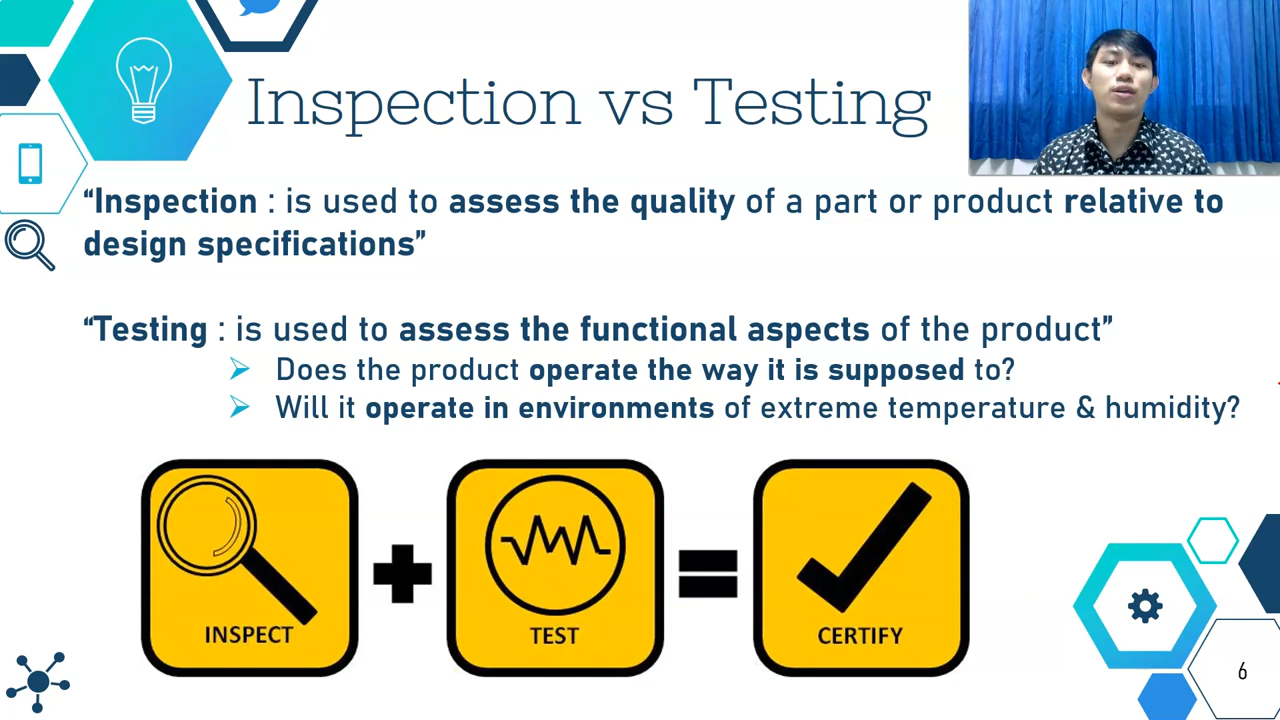 Inspection vs Testing
“Inspection : is used to assess the quality of a part or product relative to
design specifications”
“Testing : is used to assess the functional aspects of the product”
Does the product operate the way it is supposed to?
Will it operate in environments of extreme temperature & humidity?
INSPECT
TEST
CERTIFY
6